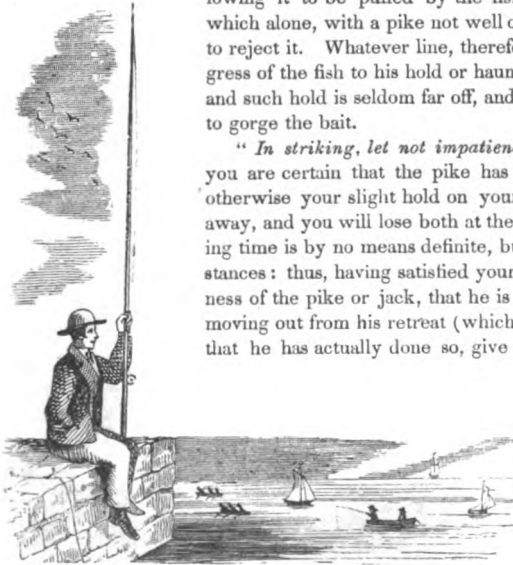 which alone, with a pike not well
to reject it. Whatever line,
gress of the fish to his hold or haun
and such hold is seldom far off, and
to gorge the bait.
“ In striking, let not impatien
you are certain that the pike has
otherwise your slight hold on your
away, and you will lose both at the
ing time is by no means definite, bu
stances: thus, having satisfied your
ness of the pike or jack, that he is
moving out from his retreat (which
that he has actually done so, give